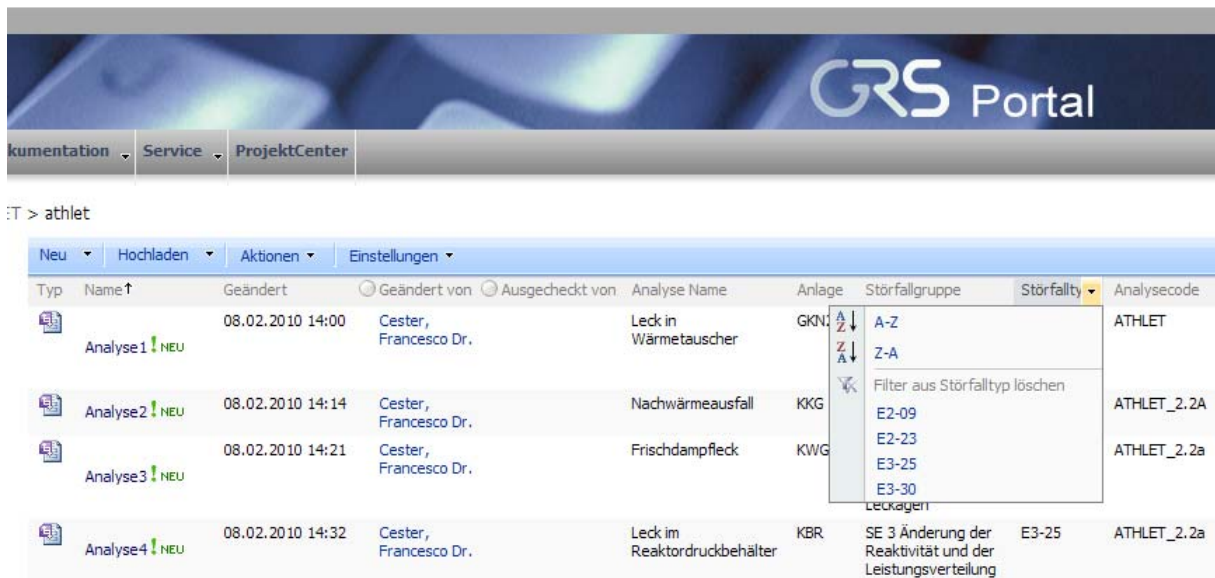 GRS Portal
kumentation Service ProjektCenter
ET > athlet
Neu Hochladen Aktionen Einstellungen
Typ Name Geändert Geändert von Ausgecheckt von Analyse Name Anlage Störfallgruppe Störfallty Analysecode
Analyse1 ! NEU 08.02.2010 14:00 Cester, Leck in GKN2 ATHLET
Francesco Dr. Wärmetauscher
A-Z
Z-A
Filter aus Störfalltyp löschen
E2-09
E2-23
E3-25
E3-30
Analyse2 ! NEU 08.02.2010 14:14 Cester, Nachwärmeausfall KKG ATHLET_2.2A
Francesco Dr.
Analyse3 ! NEU 08.02.2010 14:21 Cester, Frischdampfleck KWG ATHLET_2.2a
Francesco Dr.
Leckagen
Analyse4 ! NEU 08.02.2010 14:32 Cester, Leck im KBR SE 3 Änderung der E3-25 ATHLET_2.2a
Francesco Dr. Reaktordruckbehälter Reaktivität und der
Leistungsverteilung